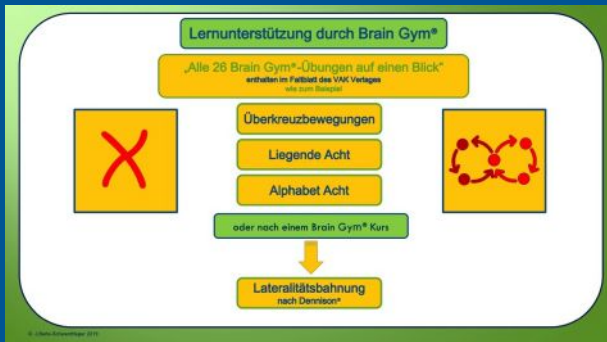 Lernunterstützung durch Brain Gym®
„Alle 26 Brain Gym®-Übungen auf einen Blick"
enthalten im Faltblatt des VAK Verlages
wie zum Beispiel
Überkreuzbewegungen
Liegende Acht
Alphabet Acht
oder nach einem Brain Gym® Kurs
Lateralitätsbahnung
nach Dennison®